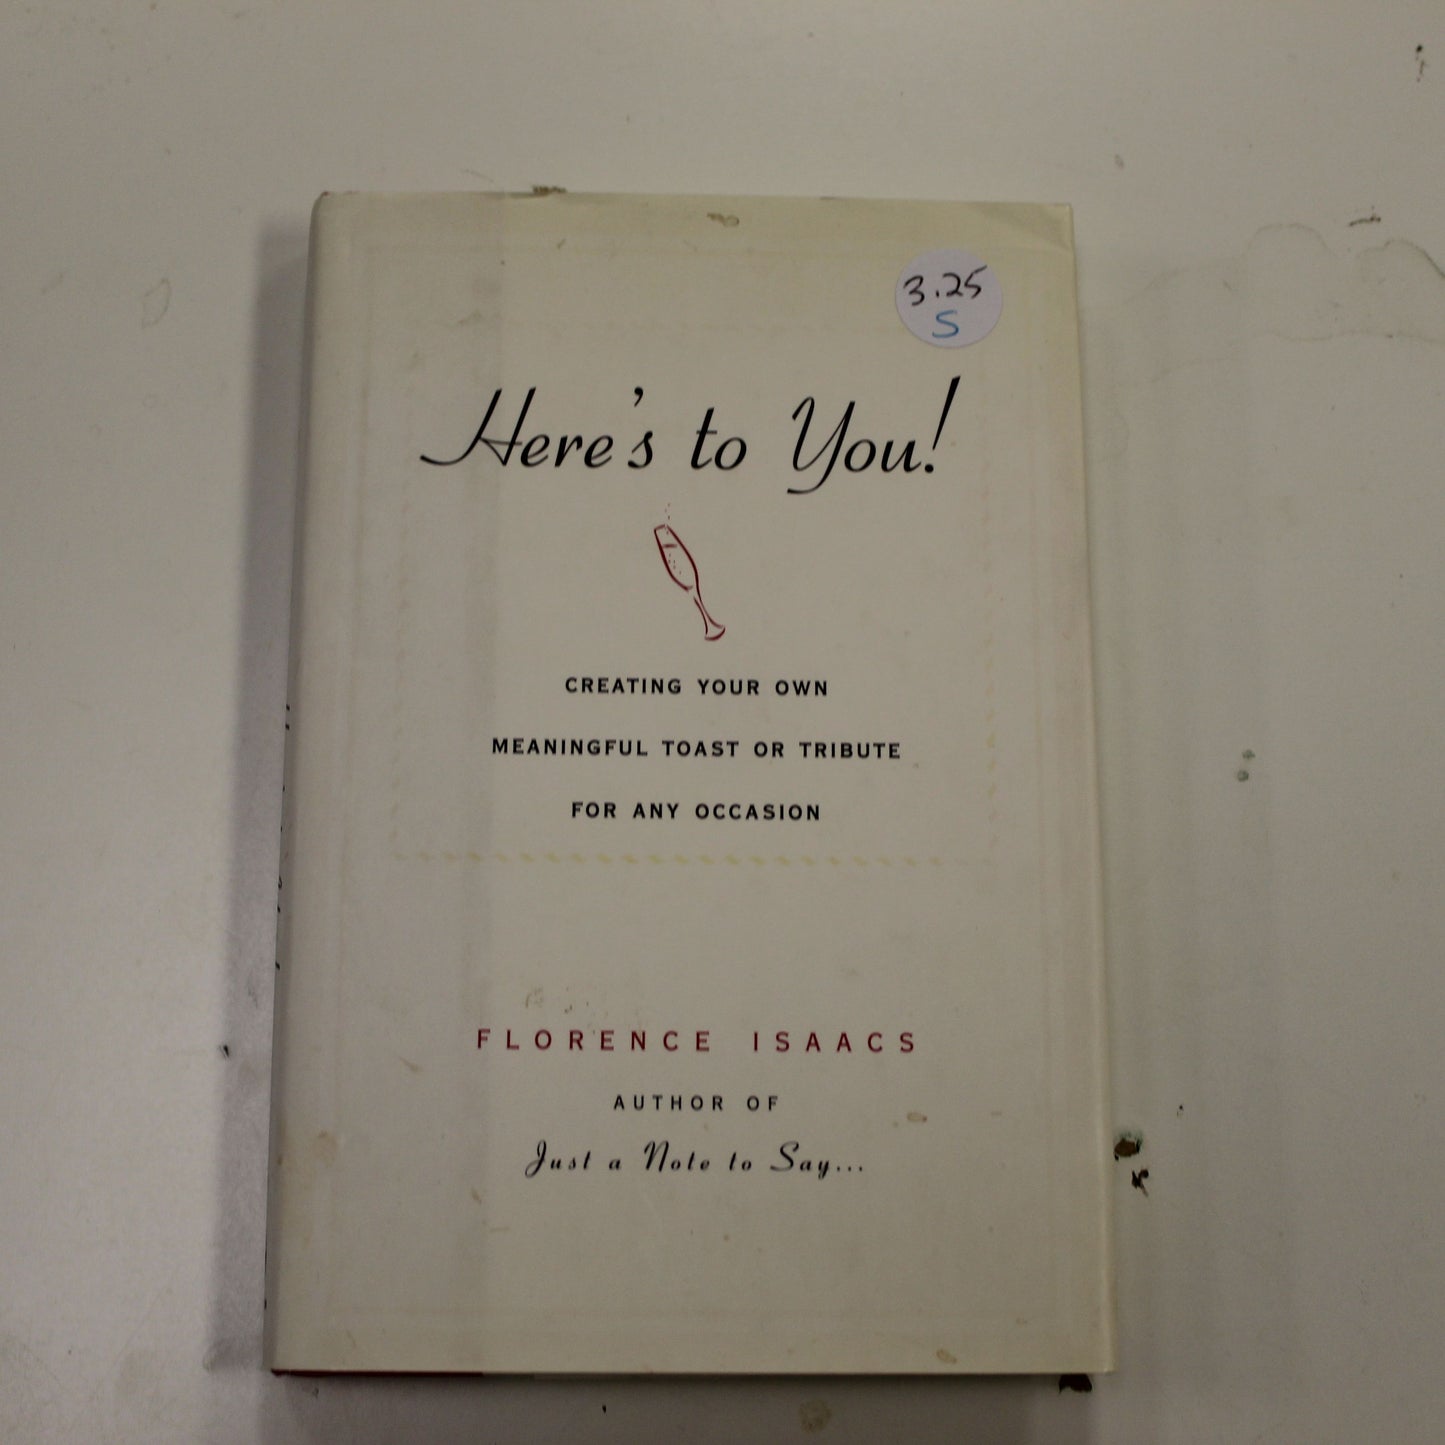 3.25
S
Here's to You!
CREATING YOUR OWN
MEANINGFUL TOAST OR TRIBUTE
FOR ANY OCCASION
FLORENCE ISAACS
AUTHOR OF
Just a Note to Say...